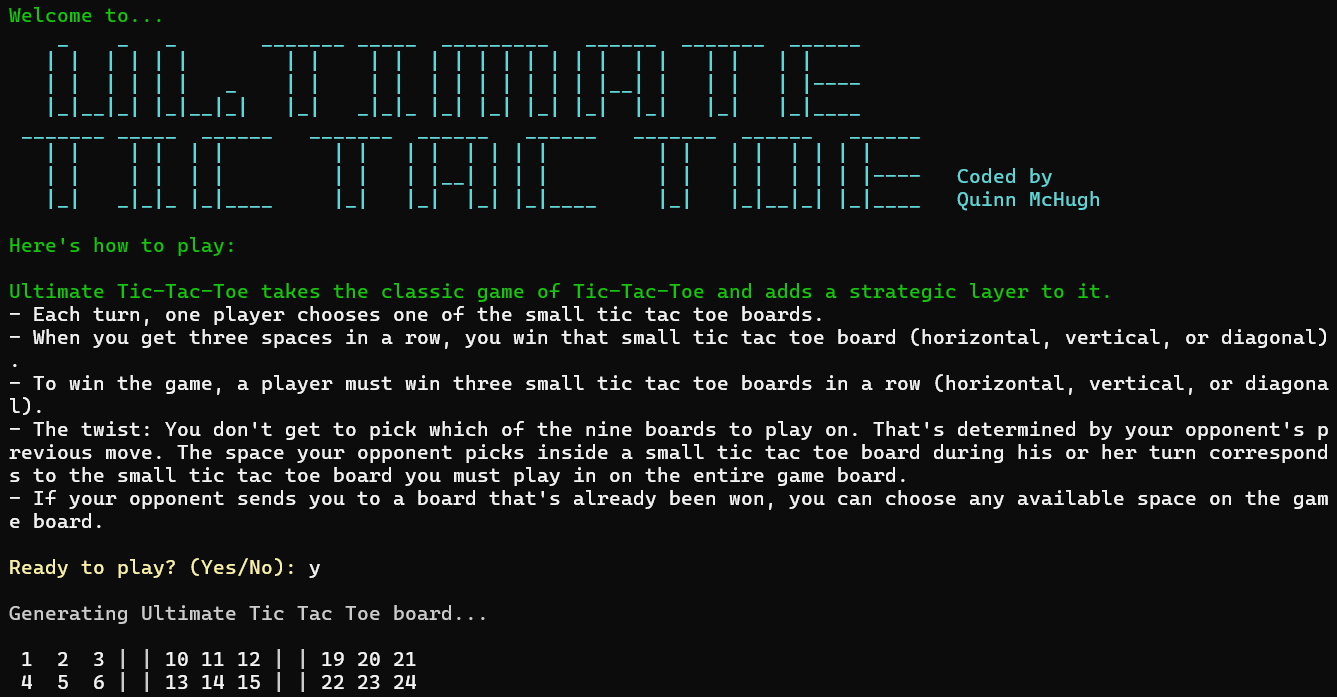 Welcome to...
ULTIMATE
TIC TAC TOE
Coded by
Quinn McHugh
Here's how to play:
Ultimate Tic-Tac-Toe takes the classic game of Tic-Tac-Toe and adds a strategic layer to it.
- Each turn, one player chooses one of the small tic tac toe boards.
- When you get three spaces in a row, you win that small tic tac toe board (horizontal, vertical, or diagonal)
.
- To win the game, a player must win three small tic tac toe boards in a row (horizontal, vertical, or diagona
l).
- The twist: You don't get to pick which of the nine boards to play on. That's determined by your opponent's p
revious move. The space your opponent picks inside a small tic tac toe board during his or her turn correspond
s to the small tic tac toe board you must play in on the entire game board.
- If your opponent sends you to a board that's already been won, you can choose any available space on the gam
e board.
Ready to play? (Yes/No): y
Generating Ultimate Tic Tac Toe board...
1 2 3 | | 10 11 12 | | 19 20 21
4 5 6 | | 13 14 15 | | 22 23 24